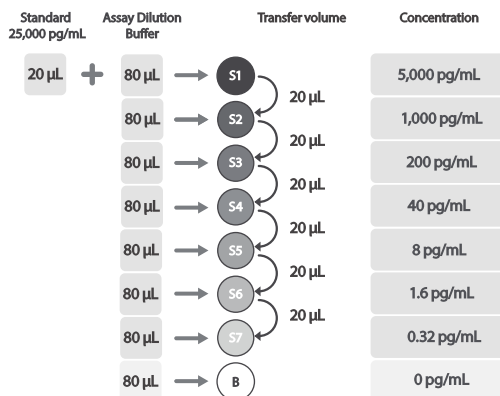 Standard Assay Dilution Transfer volume Concentration
25,000 pg/mL Buffer
20 µL + 80 µL S1 5,000 pg/mL
20 µL
80 µL S2 1,000 pg/mL
20 µL
80 µL S3 200 pg/mL
20 µL
80 µL S4 40 pg/mL
20 µL
80 µL S5 8 pg/mL
20 µL
80 µL S6 1.6 pg/mL
20 µL
80 µL S7 0.32 pg/mL
80 µL B 0 pg/mL